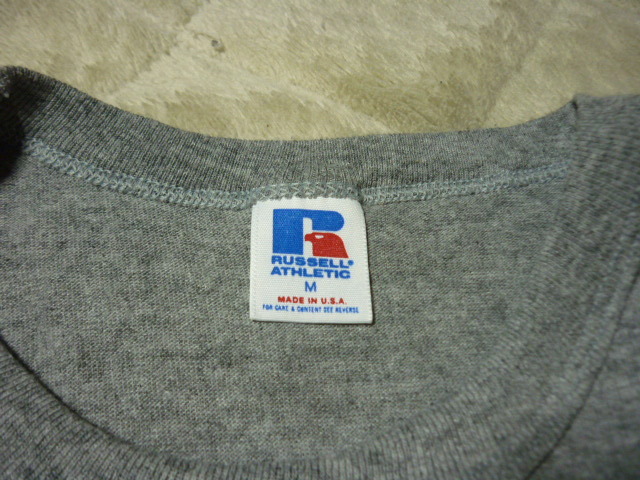 R
RUSSELL®
ATHLETIC
M
MADE IN U.S.A.
FOR CARE & CONTENT SEE REVERSE